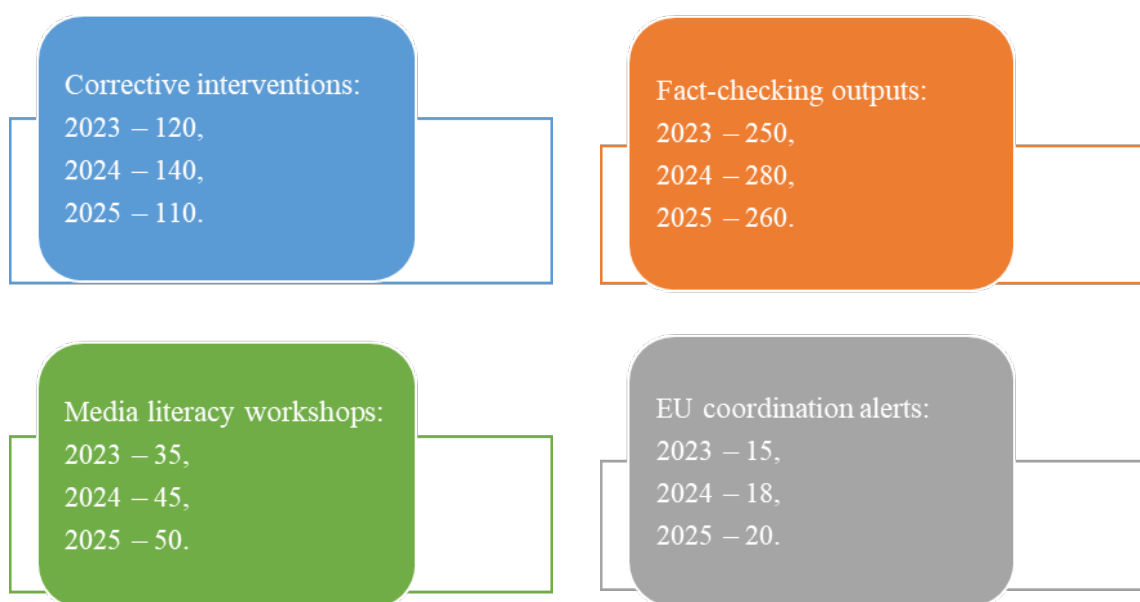 Corrective interventions:
2023 – 120,
2024 – 140,
2025 – 110.
Fact-checking outputs:
2023 – 250,
2024 – 280,
2025 – 260.
Media literacy workshops:
2023 – 35,
2024 – 45,
2025 – 50.
EU coordination alerts:
2023 – 15,
2024 – 18,
2025 – 20.